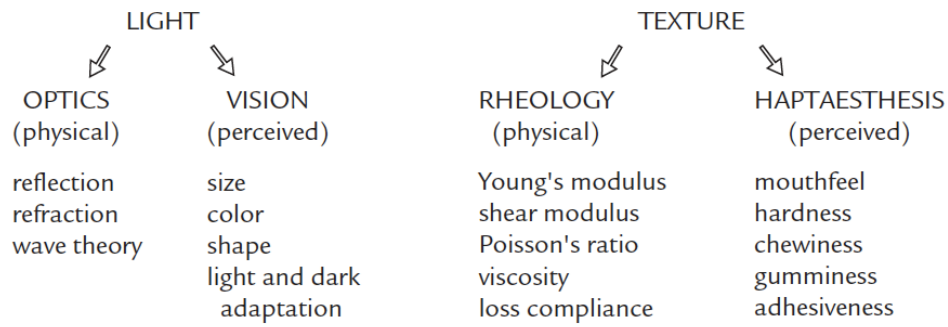 LIGHT
OPTICS
(physical)
reflection
refraction
wave theory
VISION
(perceived)
size
color
shape
light and dark
adaptation
TEXTURE
RHEOLOGY
(physical)
Young's modulus
shear modulus
Poisson's ratio
viscosity
loss compliance
HAPTAESTHESIS
(perceived)
mouthfeel
hardness
chewiness
gumminess
adhesiveness